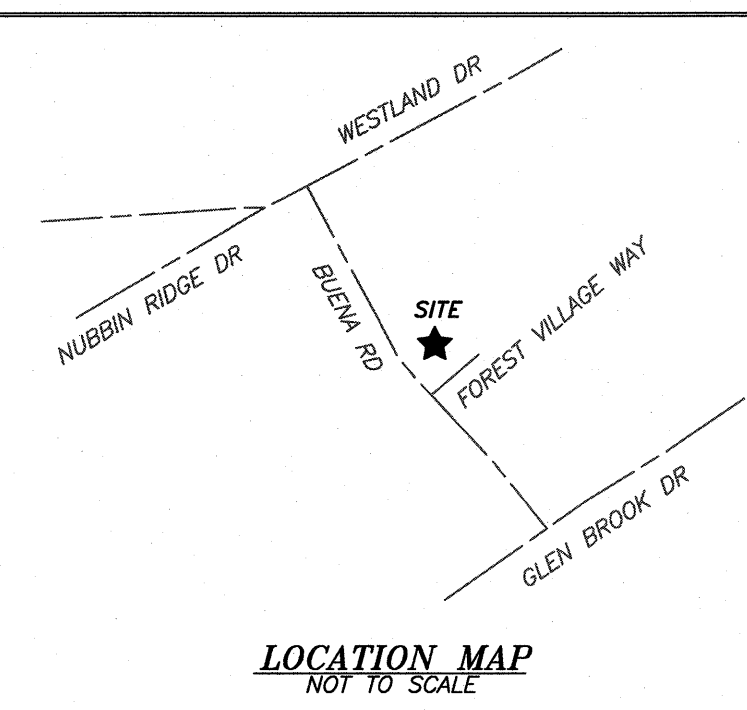 WESTLAND DR
NUBBIN RIDGE DR
BUENA RD
SITE
FOREST VILLAGE WAY
GLEN BROOK DR
LOCATION MAP
NOT TO SCALE